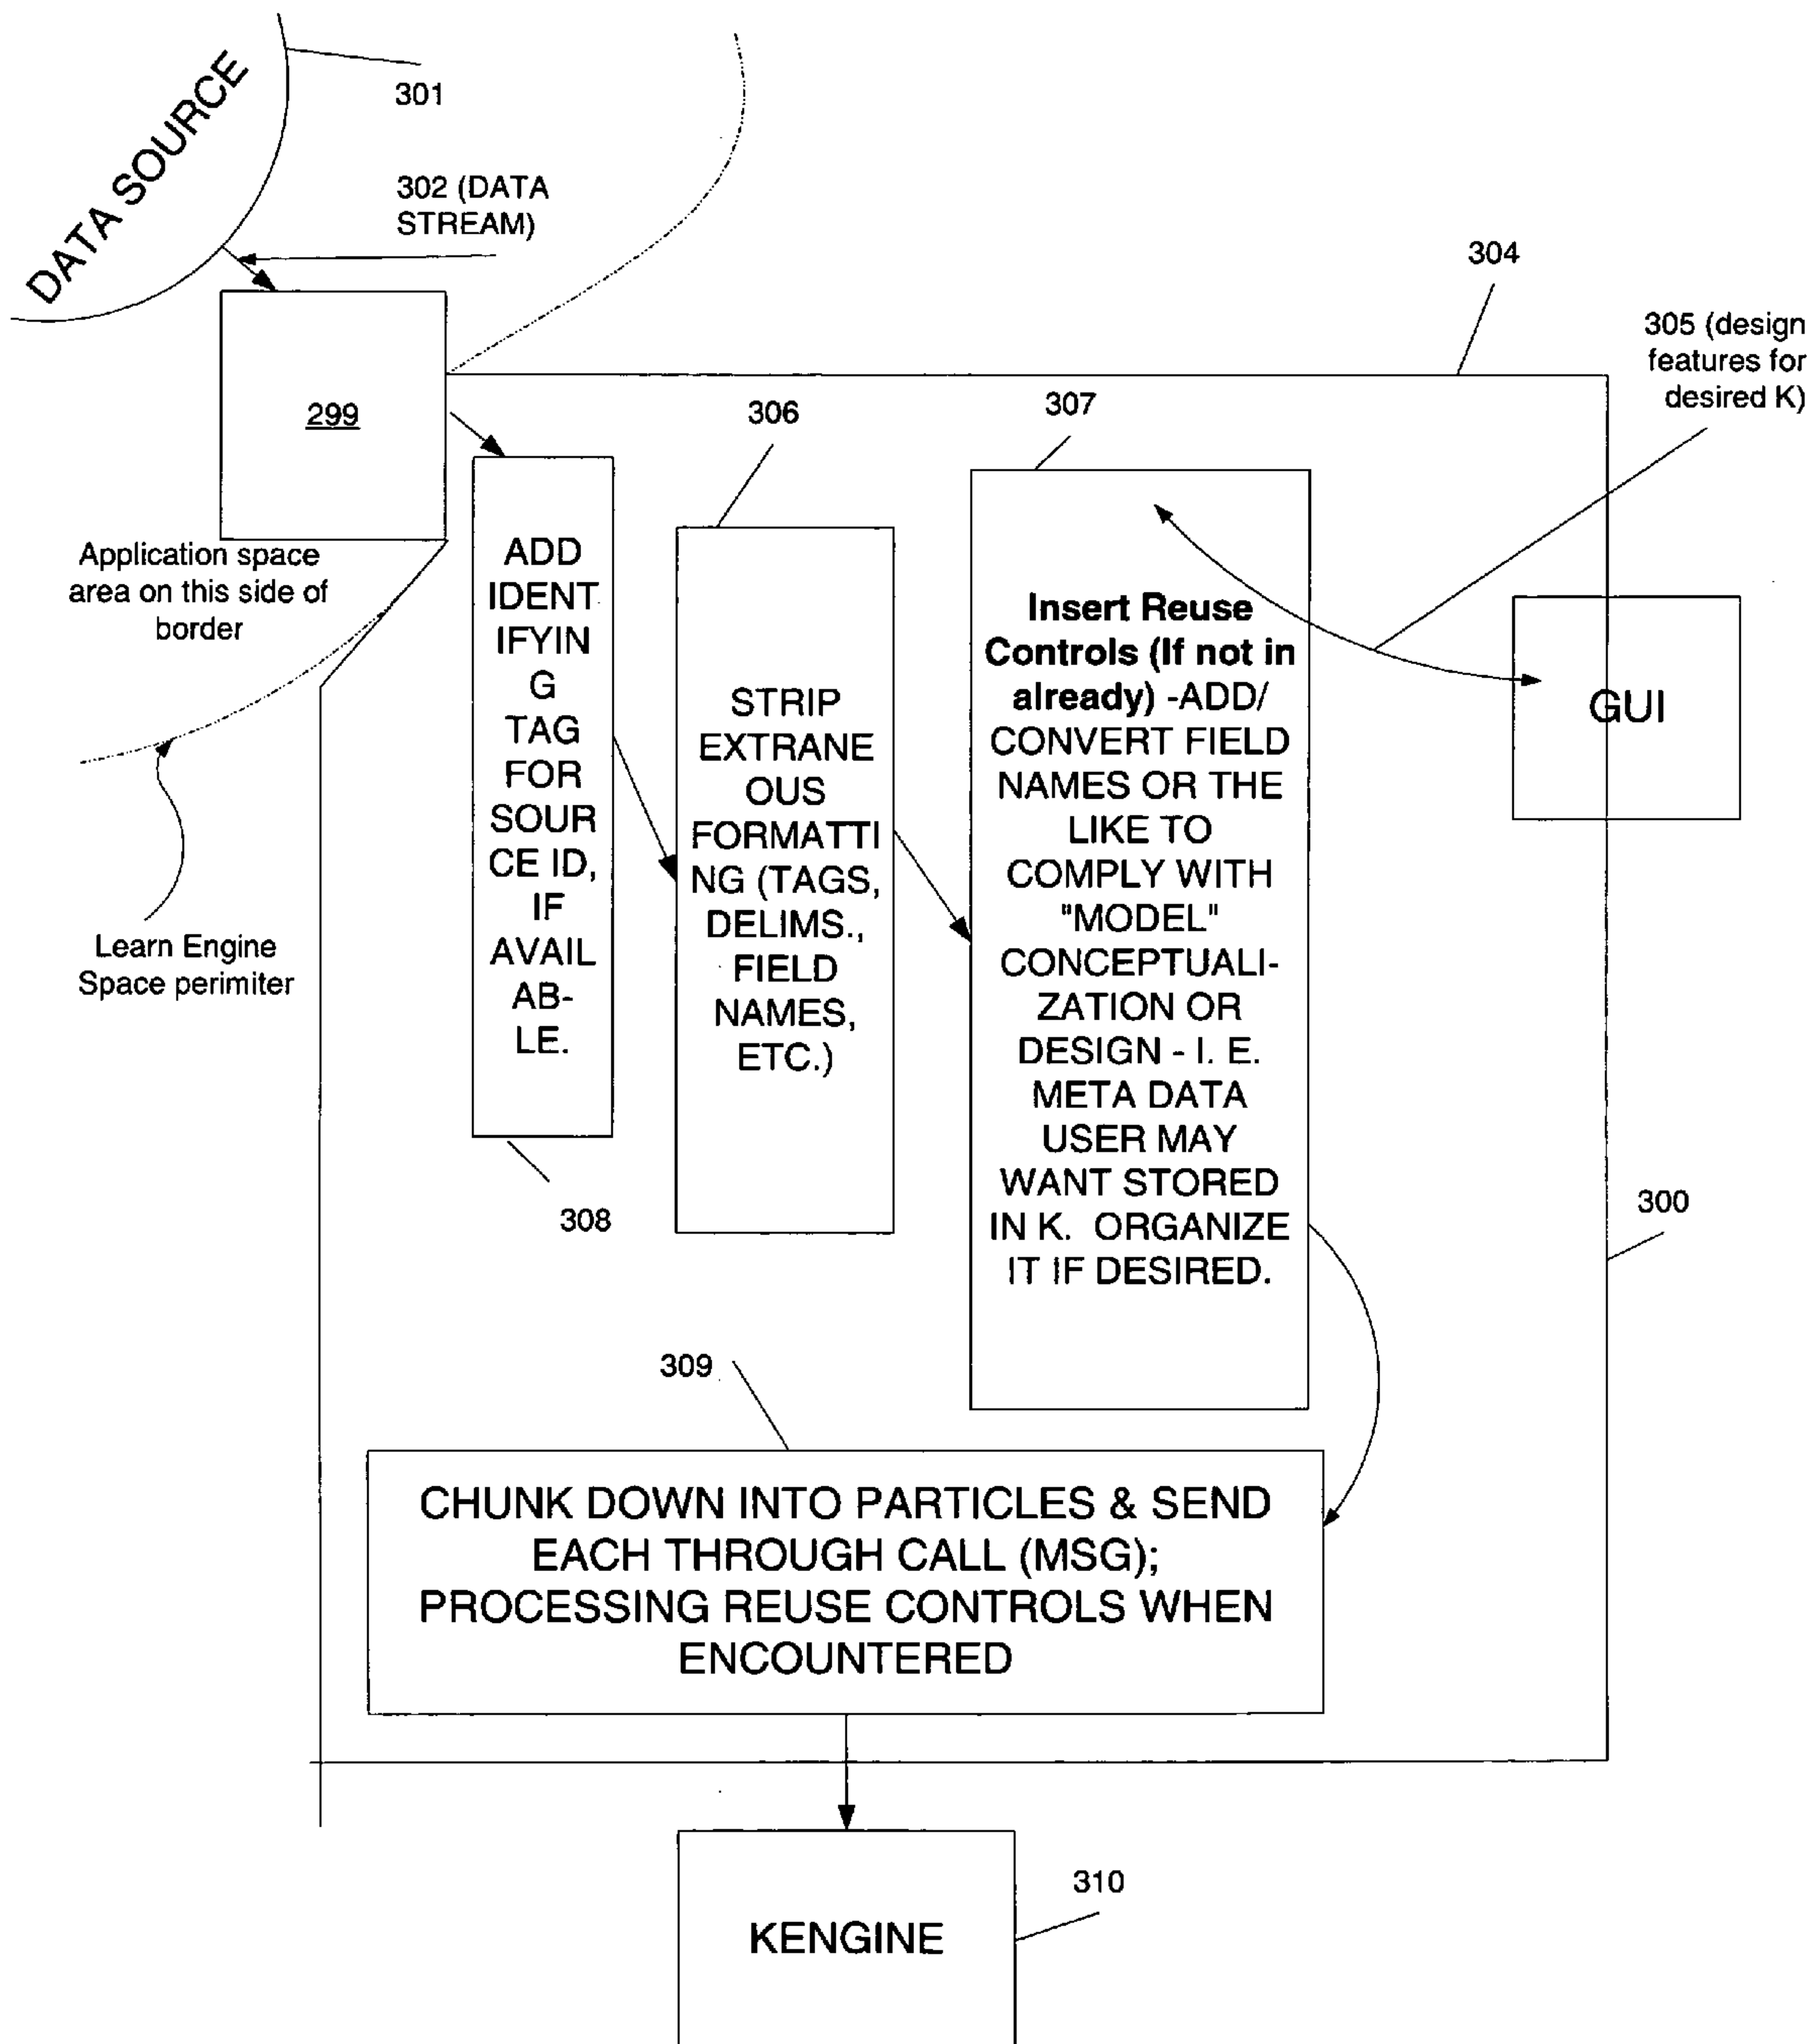 DATA SOURCE
301
302 (DATA
STREAM)
304
305 (design
features for
desired K)
299
306
307
Application space
area on this side of
border
Learn Engine
Space perimiter
ADD
IDENT
IFYIN
G
TAG
FOR
SOUR
CE ID,
IF
AVAIL
AB-
LE.
308
STRIP
EXTRANE
OUS
FORMATTI
NG (TAGS,
DELIMS.,
FIELD
NAMES,
ETC.)
Insert Reuse
Controls (If not in
already) -ADD/
CONVERT FIELD
NAMES OR THE
LIKE TO
COMPLY WITH
"MODEL"
CONCEPTUALI-
ZATION OR
DESIGN - I. E.
META DATA
USER MAY
WANT STORED
IN K. ORGANIZE
IT IF DESIRED.
GUI
300
309
CHUNK DOWN INTO PARTICLES & SEND
EACH THROUGH CALL (MSG);
PROCESSING REUSE CONTROLS WHEN
ENCOUNTERED
310
KENGINE